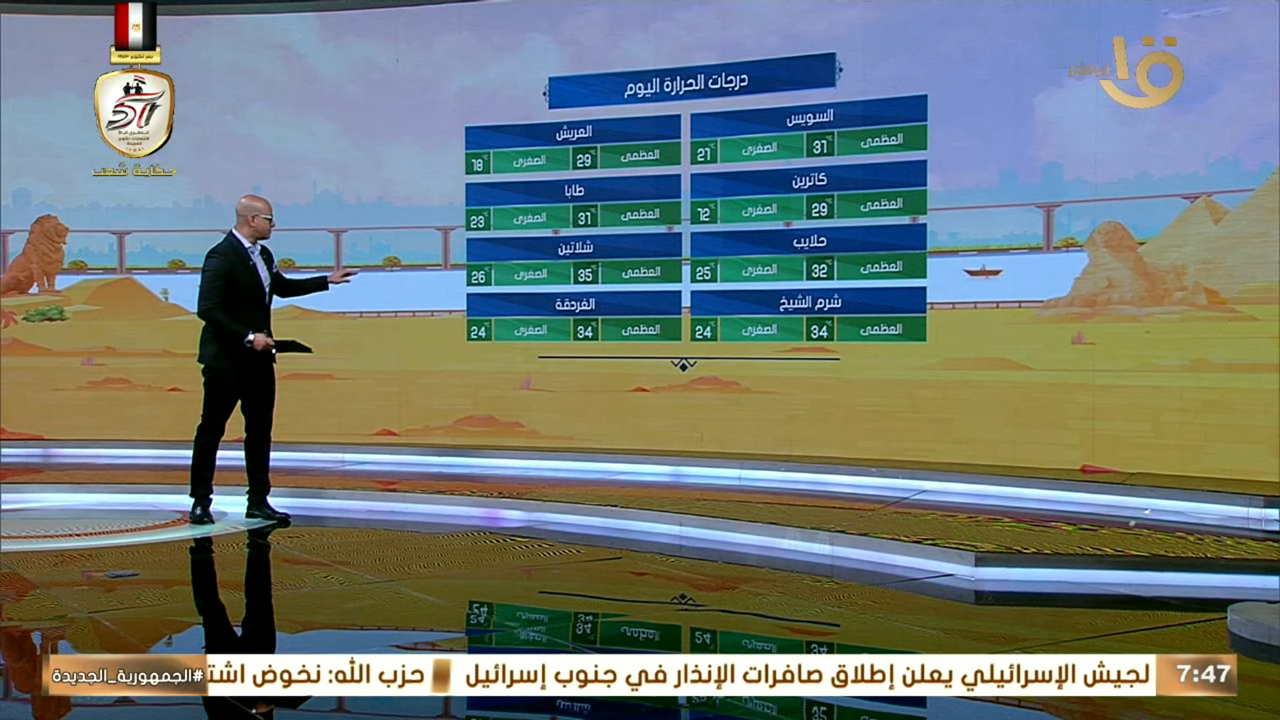 مباشر
حكاية شعب
درجات الحرارة اليوم
السويس
العظمى 31°C الصغرى 21°C
العريش
العظمى 29°C الصغرى 18°C
كاترين
العظمى 29°C الصغرى 12°C
طابا
العظمى 31°C الصغرى 23°C
حلايب
العظمى 32°C الصغرى 25°C
شلاتين
العظمى 35°C الصغرى 26°C
شرم الشيخ
العظمى 34°C الصغرى 24°C
الغردقة
العظمى 34°C الصغرى 24°C
7:47
لجيش الإسرائيلي يعلن إطلاق صافرات الإنذار في جنوب إسرائيل حزب الله: نخوض اشت
#الجمهورية_الجديدة